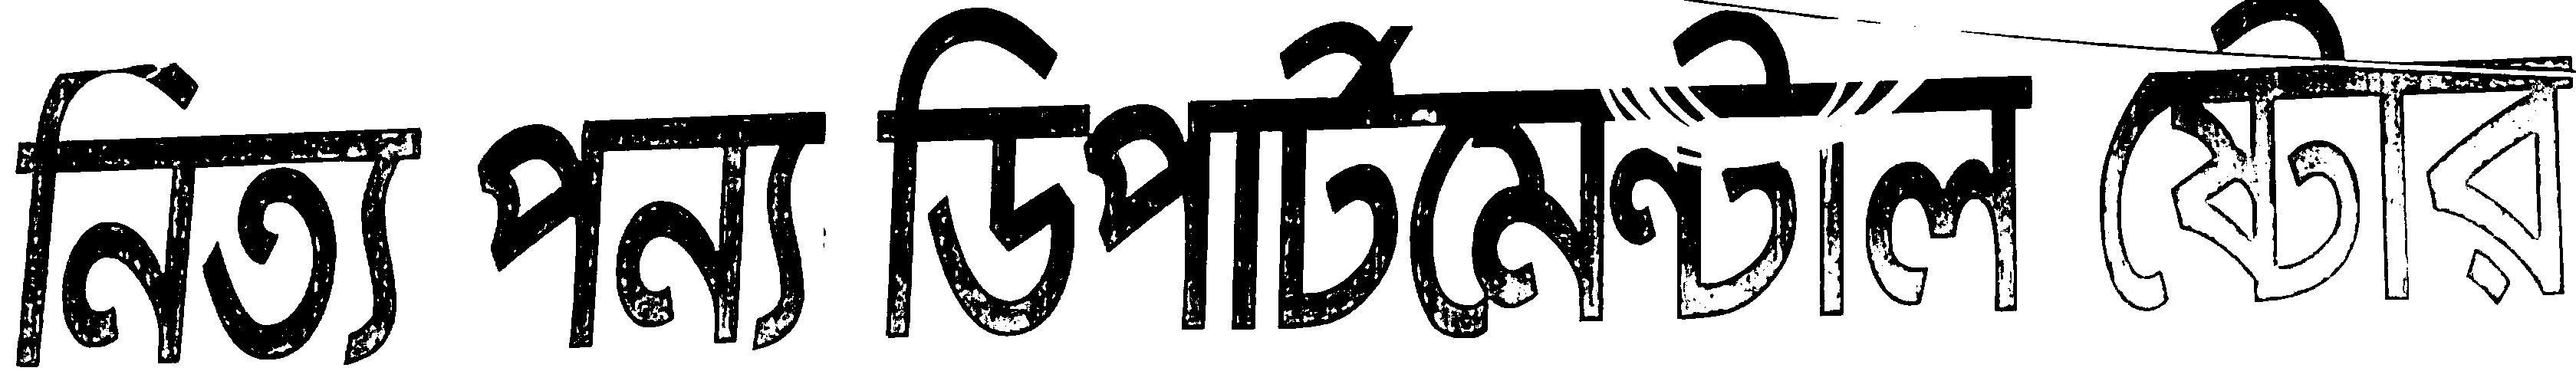 নিত্য পন্য ডিপার্টমেন্টাল ষ্টোর